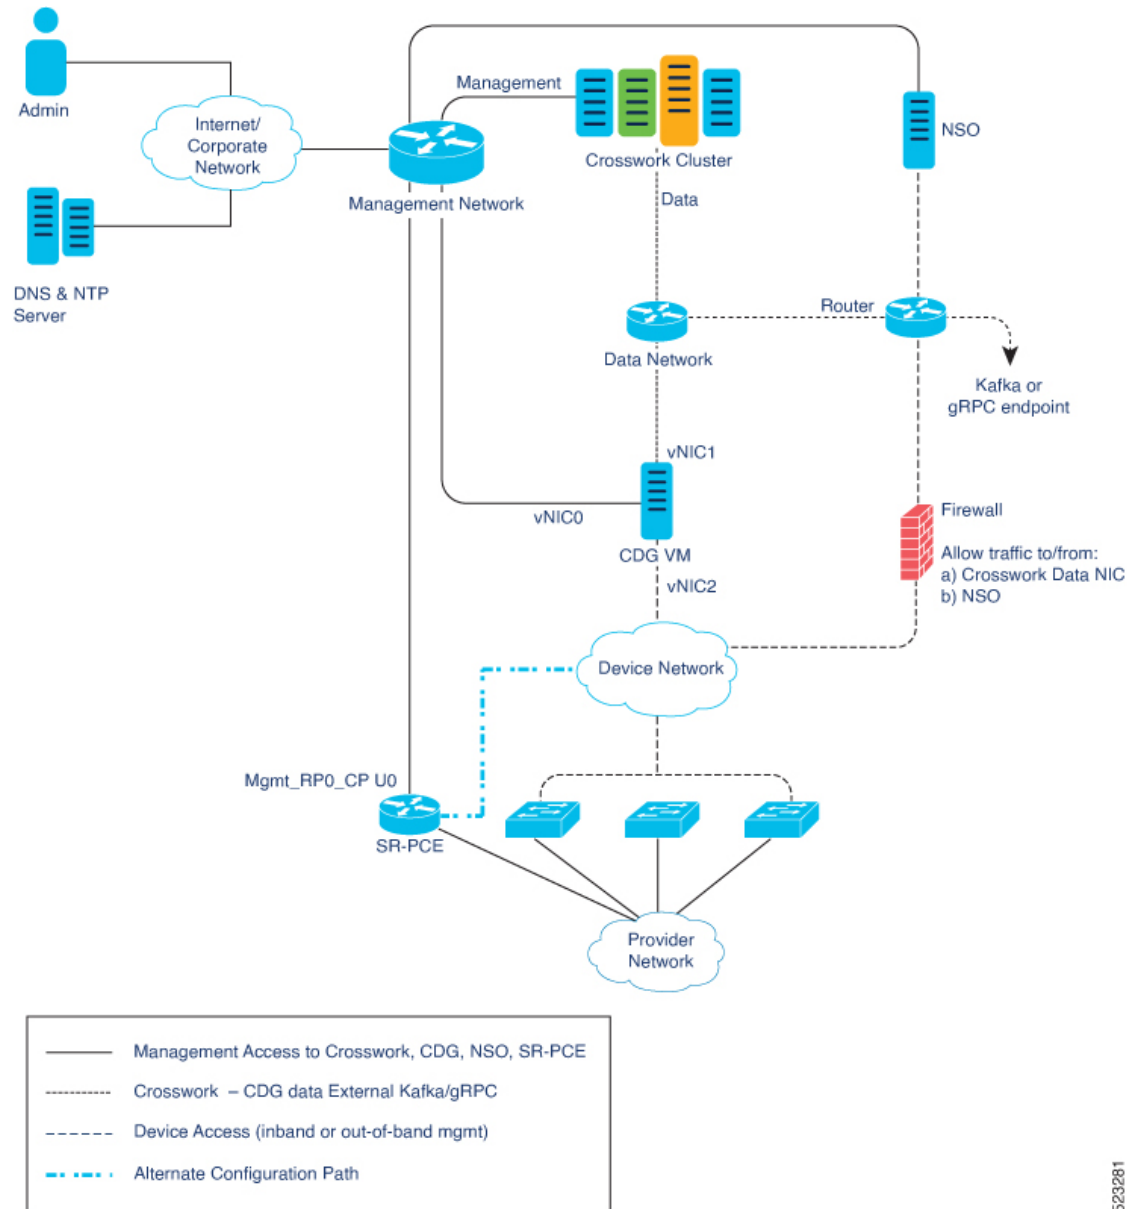 Admin
Internet/
Corporate
Network
Management
Crosswork Cluster
NSO
Management Network
Data
DNS & NTP
Server
Router
Data Network
Kafka or
gRPC endpoint
vNIC1
vNIC0
CDG VM
vNIC2
Firewall
Allow traffic to/from:
a) Crosswork Data NIC
b) NSO
Device Network
Mgmt_RP0_CP U0
SR-PCE
Provider
Network
Management Access to Crosswork, CDG, NSO, SR-PCE
Crosswork – CDG data External Kafka/gRPC
Device Access (inband or out-of-band mgmt)
Alternate Configuration Path
523281